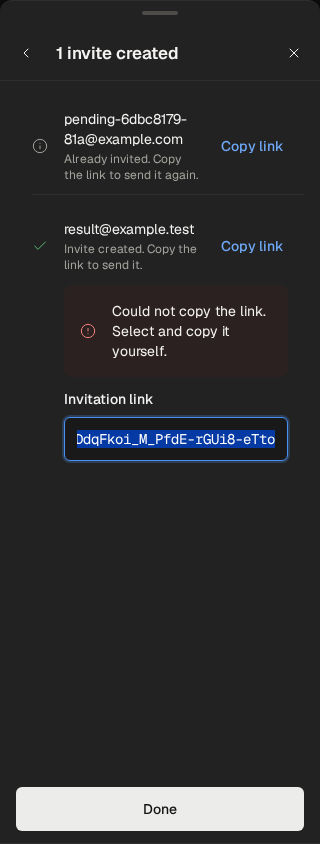 1 invite created
pending-6dbc8179-
81a@example.com
Already invited. Copy
the link to send it again.
Copy link
result@example.test
Invite created. Copy the
link to send it.
Copy link
Could not copy the link.
Select and copy it
yourself.
Invitation link
DdqFkoi_M_PfdE-rGUi8-eTto
Done